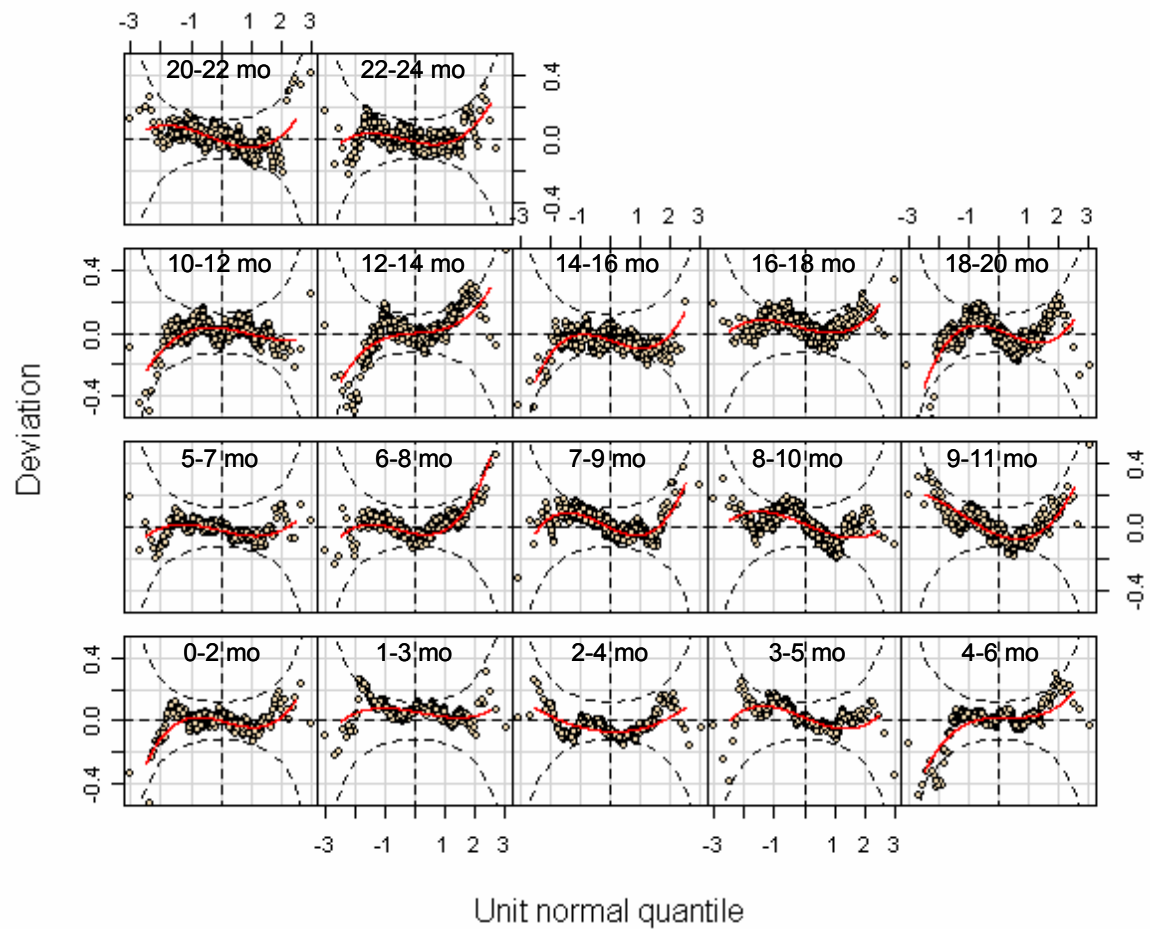 -3 -1 1 2 3
20-22 mo 22-24 mo
0.4
0.0
-0.4
-3 -1 1 2 3
-3 -1 1 2 3
10-12 mo 12-14 mo 14-16 mo 16-18 mo 18-20 mo
0.4
0.0
-0.4
Deviation
5-7 mo 6-8 mo 7-9 mo 8-10 mo 9-11 mo
0.4
0.0
-0.4
0-2 mo 1-3 mo 2-4 mo 3-5 mo 4-6 mo
0.4
0.0
-0.4
-3 -1 1 2 3
-3 -1 1 2 3
Unit normal quantile